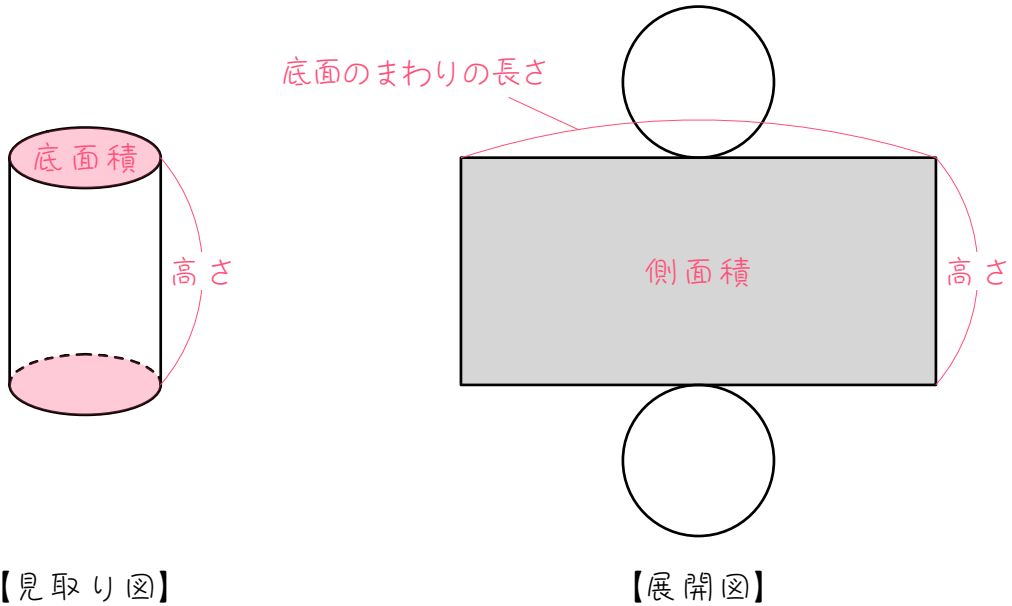 底面のまわりの長さ
底面積
高さ
側面積
高さ
【見取り図】
【展開図】